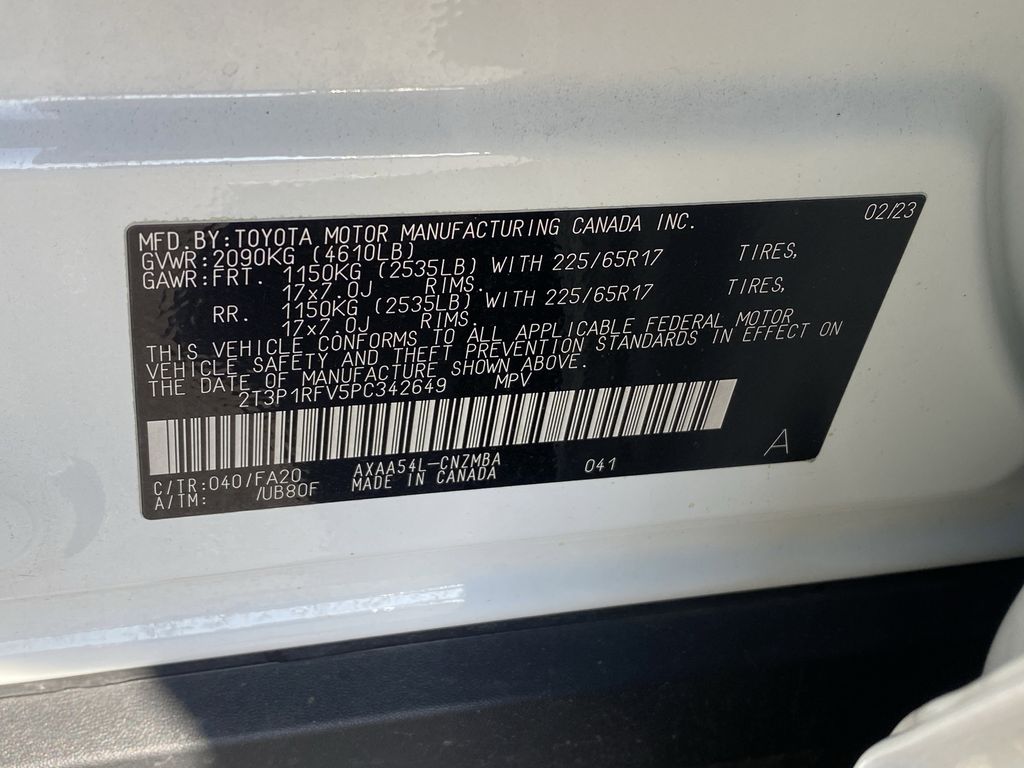 02/23
MFD.BY:TOYOTA MOTOR MANUFACTURING CANADA INC.
GVWR:2090KG (4610LB)
GAWR:FRT. 1150KG (2535LB) WITH 225/65R17 TIRES,
17x7.0J RIMS.
RR. 1150KG (2535LB) WITH 225/65R17 TIRES,
17x7.0J RIMS.
THIS VEHICLE CONFORMS TO ALL APPLICABLE FEDERAL MOTOR
VEHICLE SAFETY AND THEFT PREVENTION STANDARDS IN EFFECT ON
THE DATE OF MANUFACTURE SHOWN ABOVE.
2T3P1RFV5PC342649 MPV
A
C/TR:040/FA20 AXAA54L-CNZMBA 041
A/TM: /UB80F MADE IN CANADA